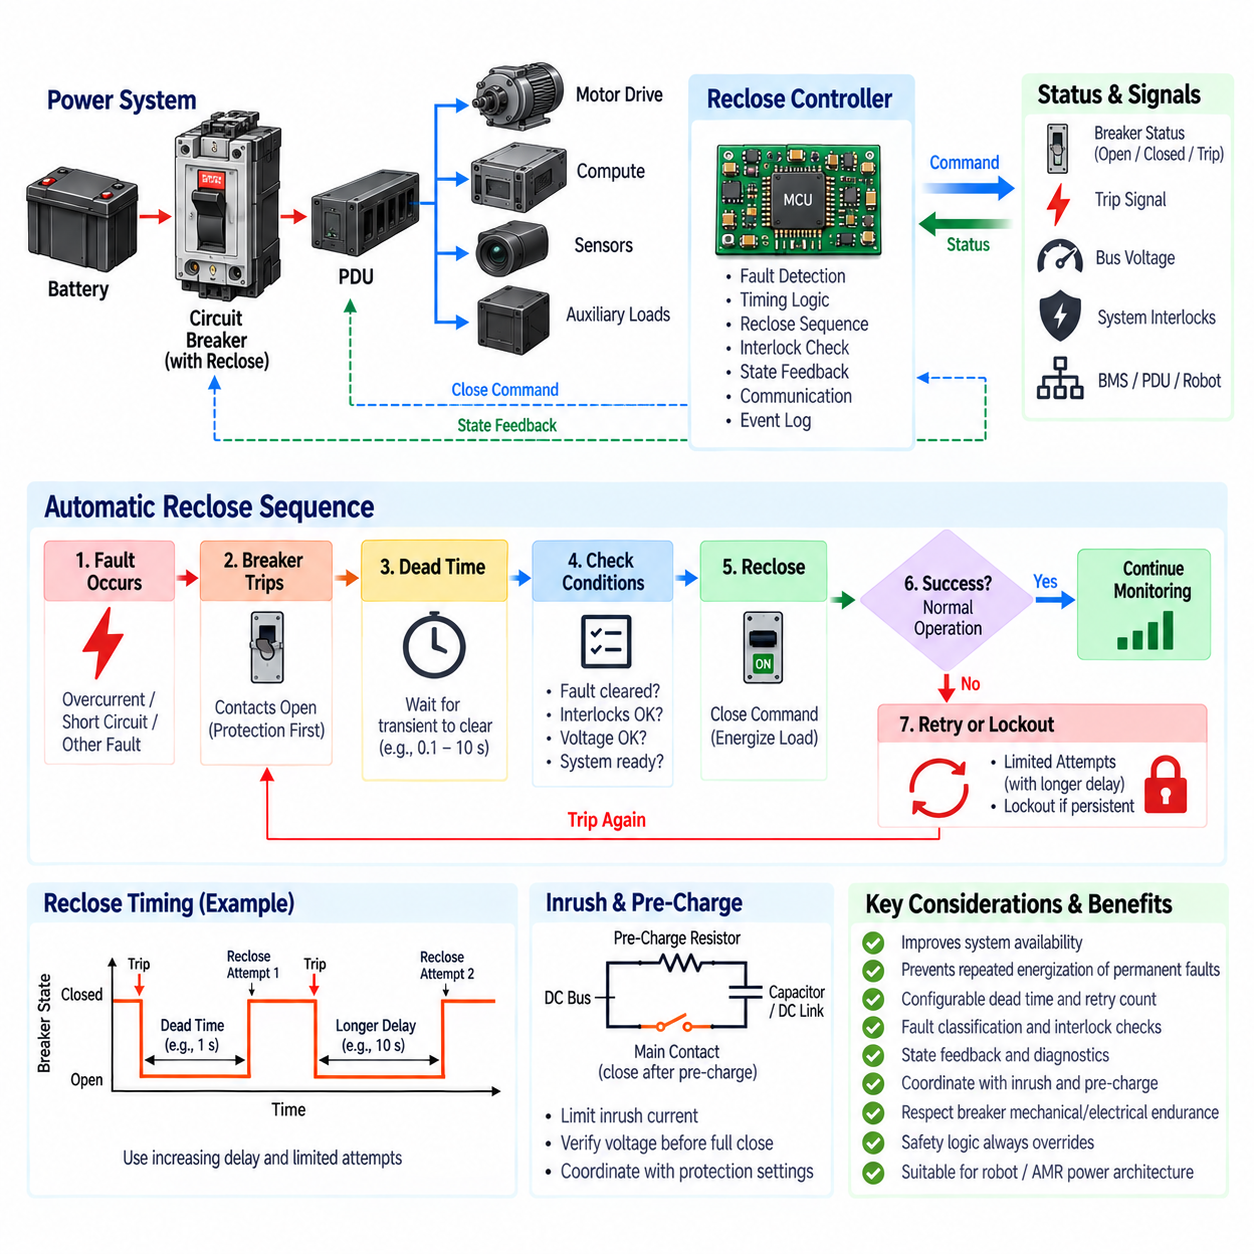 Power System
Battery
Circuit
Breaker
(with Reclose)
PDU
Motor Drive
Compute
Sensors
Auxiliary Loads
Close Command
State Feedback
Reclose Controller
MCU
• Fault Detection
• Timing Logic
• Reclose Sequence
• Interlock Check
• State Feedback
• Communication
• Event Log
Command
Status
Status & Signals
Breaker Status
(Open / Closed / Trip)
Trip Signal
Bus Voltage
System Interlocks
BMS / PDU / Robot
Automatic Reclose Sequence
1. Fault
Occurs
Overcurrent /
Short Circuit /
Other Fault
2. Breaker
Trips
Contacts Open
(Protection First)
3. Dead Time
Wait for
transient to clear
(e.g., 0.1 – 10 s)
4. Check
Conditions
• Fault cleared?
• Interlocks OK?
• Voltage OK?
• System ready?
5. Reclose
ON
Close Command
(Energize Load)
6. Success?
Normal
Operation
Yes
Continue
Monitoring
No
7. Retry or Lockout
• Limited Attempts
(with longer delay)
• Lockout if persistent
Trip Again
Reclose Timing (Example)
Breaker State
Closed
Open
Trip
Reclose
Attempt 1
Trip
Reclose
Attempt 2
Dead Time
(e.g., 1 s)
Longer Delay
(e.g., 10 s)
Time
Use increasing delay and limited attempts
Inrush & Pre-Charge
Pre-Charge Resistor
DC Bus
Capacitor
/ DC Link
Main Contact
(close after pre-charge)
• Limit inrush current
• Verify voltage before full close
• Coordinate with protection settings
Key Considerations & Benefits
Improves system availability
Prevents repeated energization of permanent faults
Configurable dead time and retry count
Fault classification and interlock checks
State feedback and diagnostics
Coordinate with inrush and pre-charge
Respect breaker mechanical/electrical endurance
Safety logic always overrides
Suitable for robot / AMR power architecture